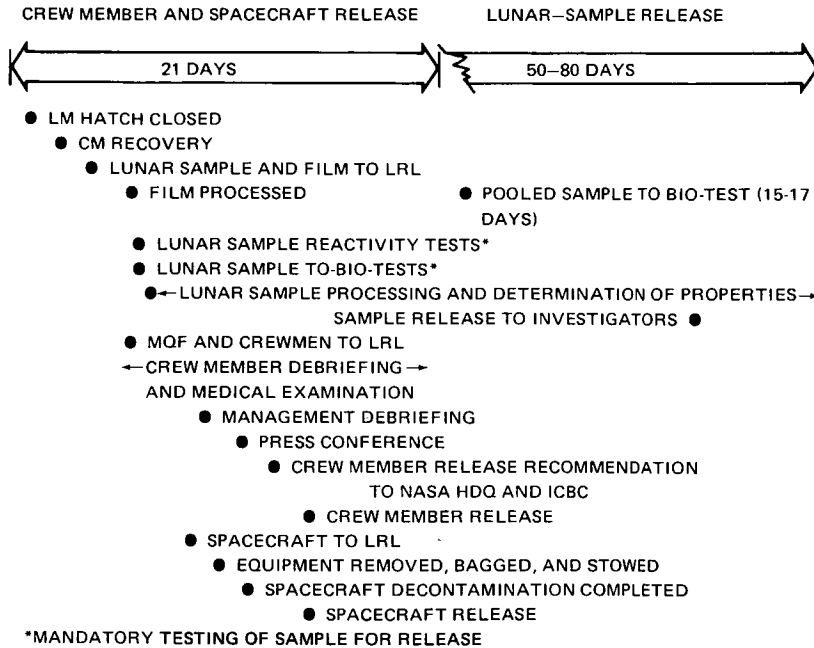 CREW MEMBER AND SPACECRAFT RELEASE
LUNAR–SAMPLE RELEASE
21 DAYS
50–80 DAYS
● LM HATCH CLOSED
● CM RECOVERY
● LUNAR SAMPLE AND FILM TO LRL
● FILM PROCESSED
● POOLED SAMPLE TO BIO-TEST (15-17
DAYS)
● LUNAR SAMPLE REACTIVITY TESTS*
● LUNAR SAMPLE TO-BIO-TESTS*
●←LUNAR SAMPLE PROCESSING AND DETERMINATION OF PROPERTIES→
SAMPLE RELEASE TO INVESTIGATORS ●
● MQF AND CREWMEN TO LRL
←CREW MEMBER DEBRIEFING→
AND MEDICAL EXAMINATION
● MANAGEMENT DEBRIEFING
● PRESS CONFERENCE
● CREW MEMBER RELEASE RECOMMENDATION
TO NASA HDQ AND ICBC
● CREW MEMBER RELEASE
● SPACECRAFT TO LRL
● EQUIPMENT REMOVED, BAGGED, AND STOWED
● SPACECRAFT DECONTAMINATION COMPLETED
● SPACECRAFT RELEASE
*MANDATORY TESTING OF SAMPLE FOR RELEASE